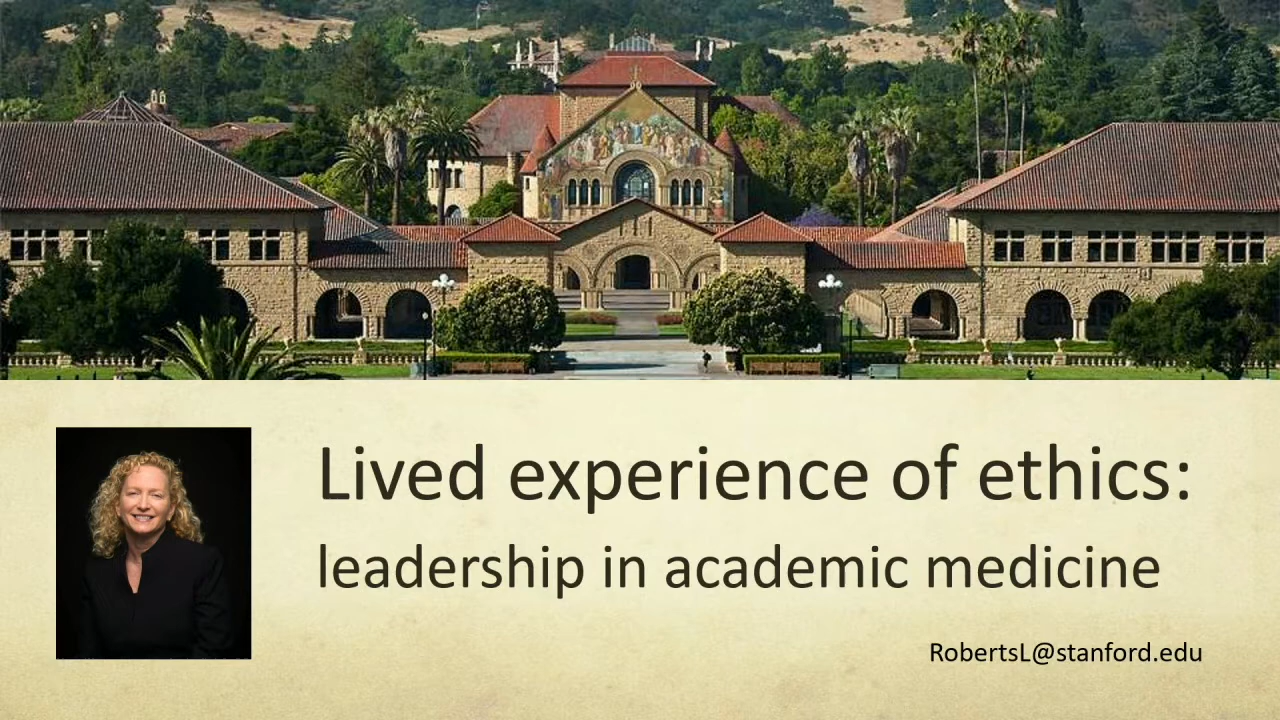 Lived experience of ethics:
leadership in academic medicine
RobertsL@stanford.edu